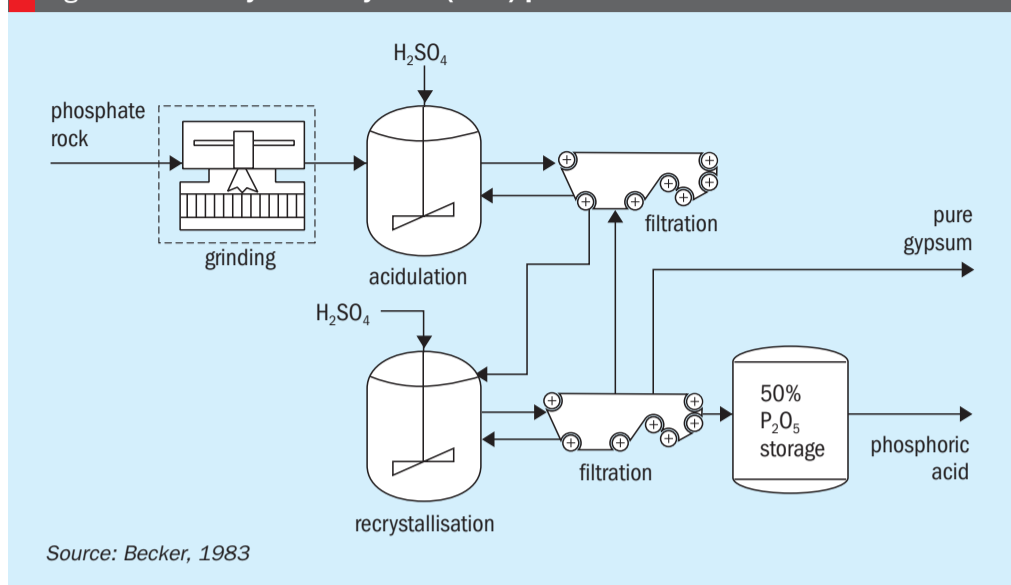 H₂SO₄
phosphate
rock
grinding
acidulation
filtration
pure
gypsum
H₂SO₄
recrystallisation
filtration
50%
P₂O₅
storage
phosphoric
acid
Source: Becker, 1983